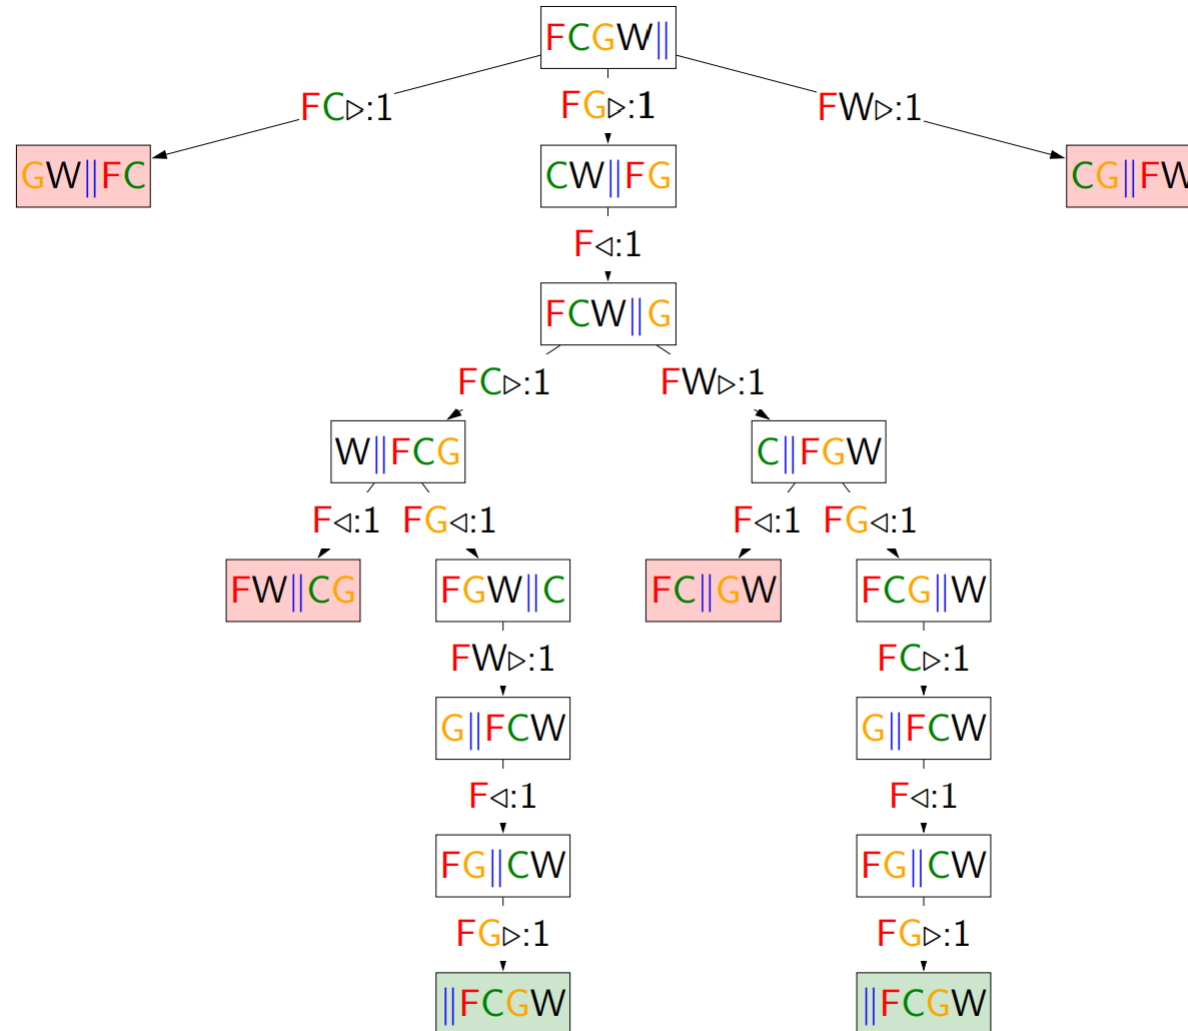 FCGW||
FC▷:1 FG▷:1 FW▷:1
GW||FC CW||FG CG||FW
F◁:1
FCW||G
FC▷:1 FW▷:1
W||FCG C||FGW
F◁:1 FG◁:1 F◁:1 FG◁:1
FW||CG FGW||C FC||GW FCG||W
FW▷:1 FC▷:1
G||FCW G||FCW
F◁:1 F◁:1
FG||CW FG||CW
FG▷:1 FG▷:1
||FCGW ||FCGW